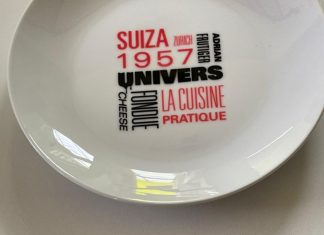 SUIZA ZURICH
1957
ADRIAN
FRUTIGER
UNIVERS
CHEESE
FONDUE
LA CUISINE
PRATIQUE